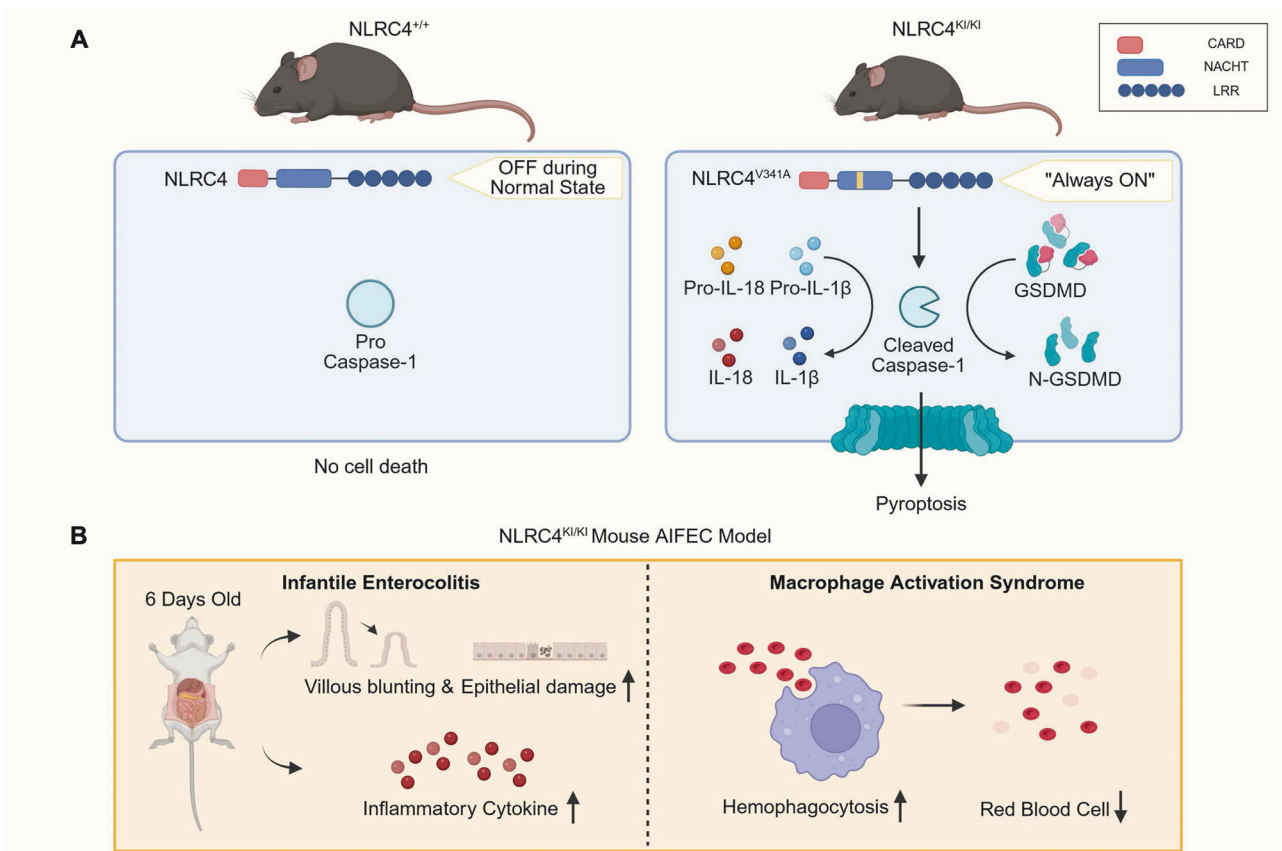 A
NLRC4+/+
NLRC4KI/KI
CARD
NACHT
LRR
NLRC4
OFF during
Normal State
Pro
Caspase-1
No cell death
NLRC4V341A
"Always ON"
Pro-IL-18
Pro-IL-1β
GSDMD
IL-18
IL-1β
Cleaved
Caspase-1
N-GSDMD
Pyroptosis
B
NLRC4KI/KI Mouse AIFEC Model
Infantile Enterocolitis
6 Days Old
Villous blunting & Epithelial damage
Inflammatory Cytokine
Macrophage Activation Syndrome
Hemophagocytosis
Red Blood Cell